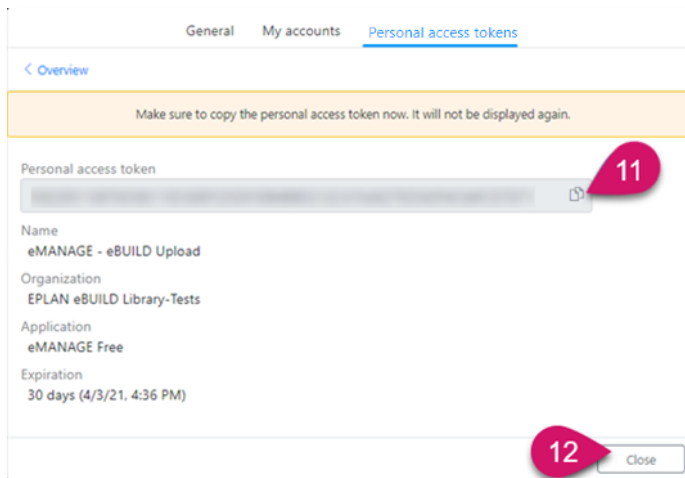 General My accounts Personal access tokens
< Overview
Make sure to copy the personal access token now. It will not be displayed again.
Personal access token
11
Name
eMANAGE - eBUILD Upload
Organization
EPLAN eBUILD Library-Tests
Application
eMANAGE Free
Expiration
30 days (4/3/21, 4:36 PM)
12
Close